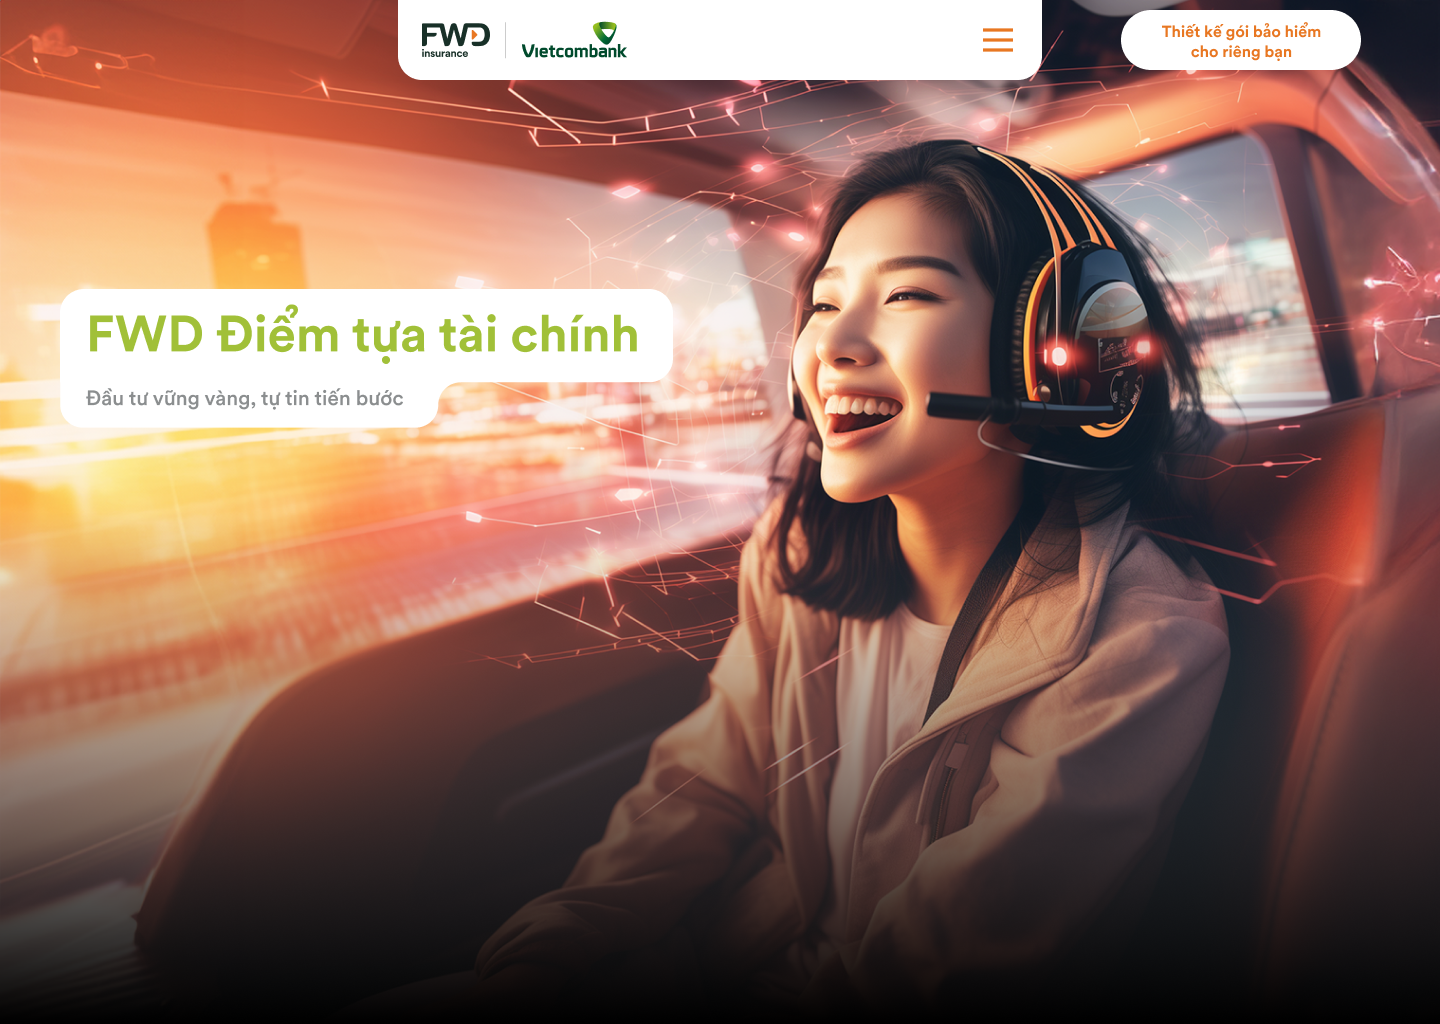 FWD
insurance
Vietcombank
Thiết kế gói bảo hiểm
cho riêng bạn
FWD Điểm tựa tài chính
Đầu tư vững vàng, tự tin tiến bước